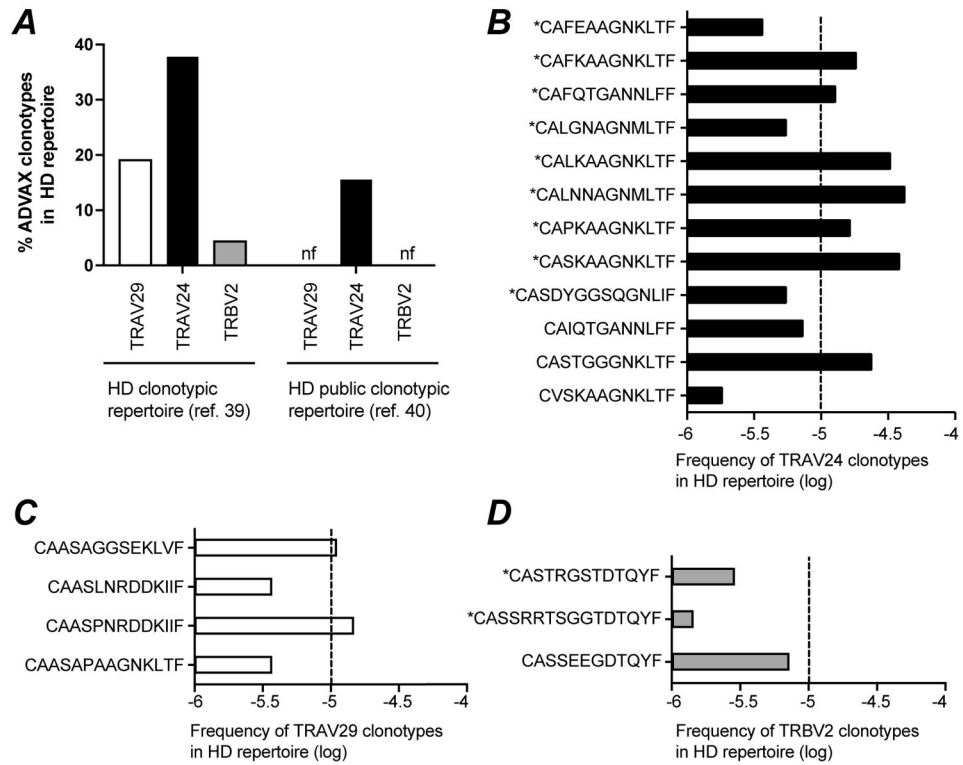 A
% ADVAX clonotypes
in HD repertoire
40
30
20
10
0
nf
nf
TRAV29
TRAV24
TRBV2
TRAV29
TRAV24
TRBV2
HD clonotypic
repertoire (ref. 39)
HD public clonotypic
repertoire (ref. 40)
B
*CAFEAAGNKLTF
*CAFKAAGNKLTF
*CAFQTGANNLFF
*CALGNAGNMLTF
*CALKAAGNKLTF
*CALNNAGNMLTF
*CAPKAAGNKLTF
*CASKAAGNKLTF
*CASDYGGSQGNLIF
CAIQTGANNLFF
CASTGGGNKLTF
CVSKAAGNKLTF
-6 -5.5 -5 -4.5 -4
Frequency of TRAV24 clonotypes
in HD repertoire (log)
C
CAASAGGSEKLVF
CAASLNRDDKIIF
CAASPNRDDKIIF
CAASAPAAGNKLTF
-6 -5.5 -5 -4.5 -4
Frequency of TRAV29 clonotypes
in HD repertoire (log)
D
*CASTRGSTDTQYF
*CASSRRTSGGTDTQYF
CASSEEGDTQYF
-6 -5.5 -5 -4.5 -4
Frequency of TRBV2 clonotypes
in HD repertoire (log)